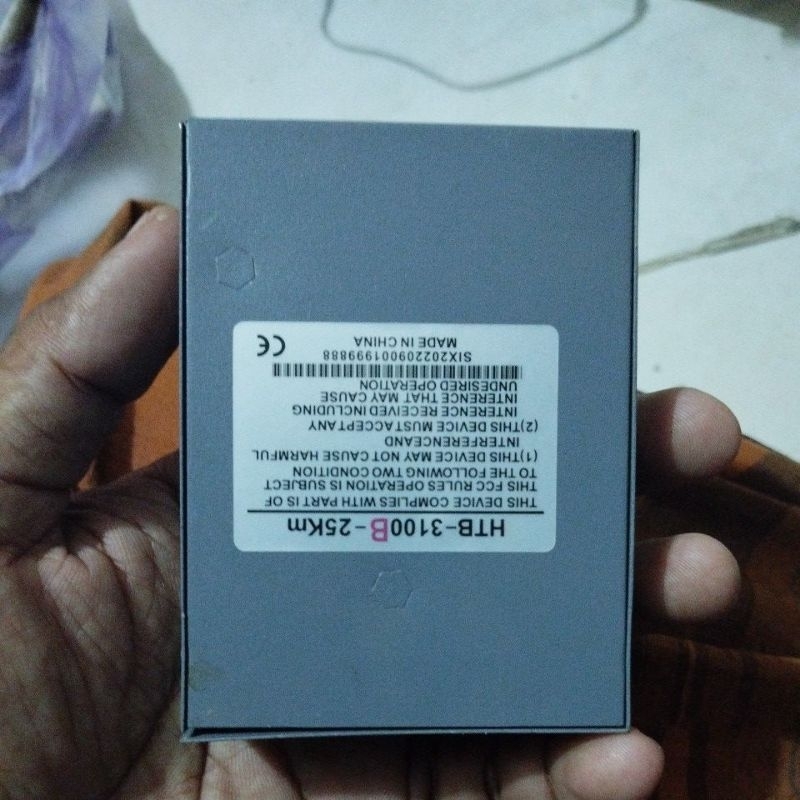 HTB-3100B-25Km
THIS DEVICE COMPLIES WITH PART IS OF
THIS FCC RULES OPERATION IS SUBJECT
TO THE FOLLOWING TWO CONDITION
(1)THIS DEVICE MAY NOT CAUSE HARMFUL
INTERFERENCEAND
(2)THIS DEVICE MUSTACCEPTANY
INTERENCE RECEIVED INCLUDING
INTERENCE THAT MAY CAUSE
UNDESIRED OPERATION
SIX2022090001999888
MADE IN CHINA
CE